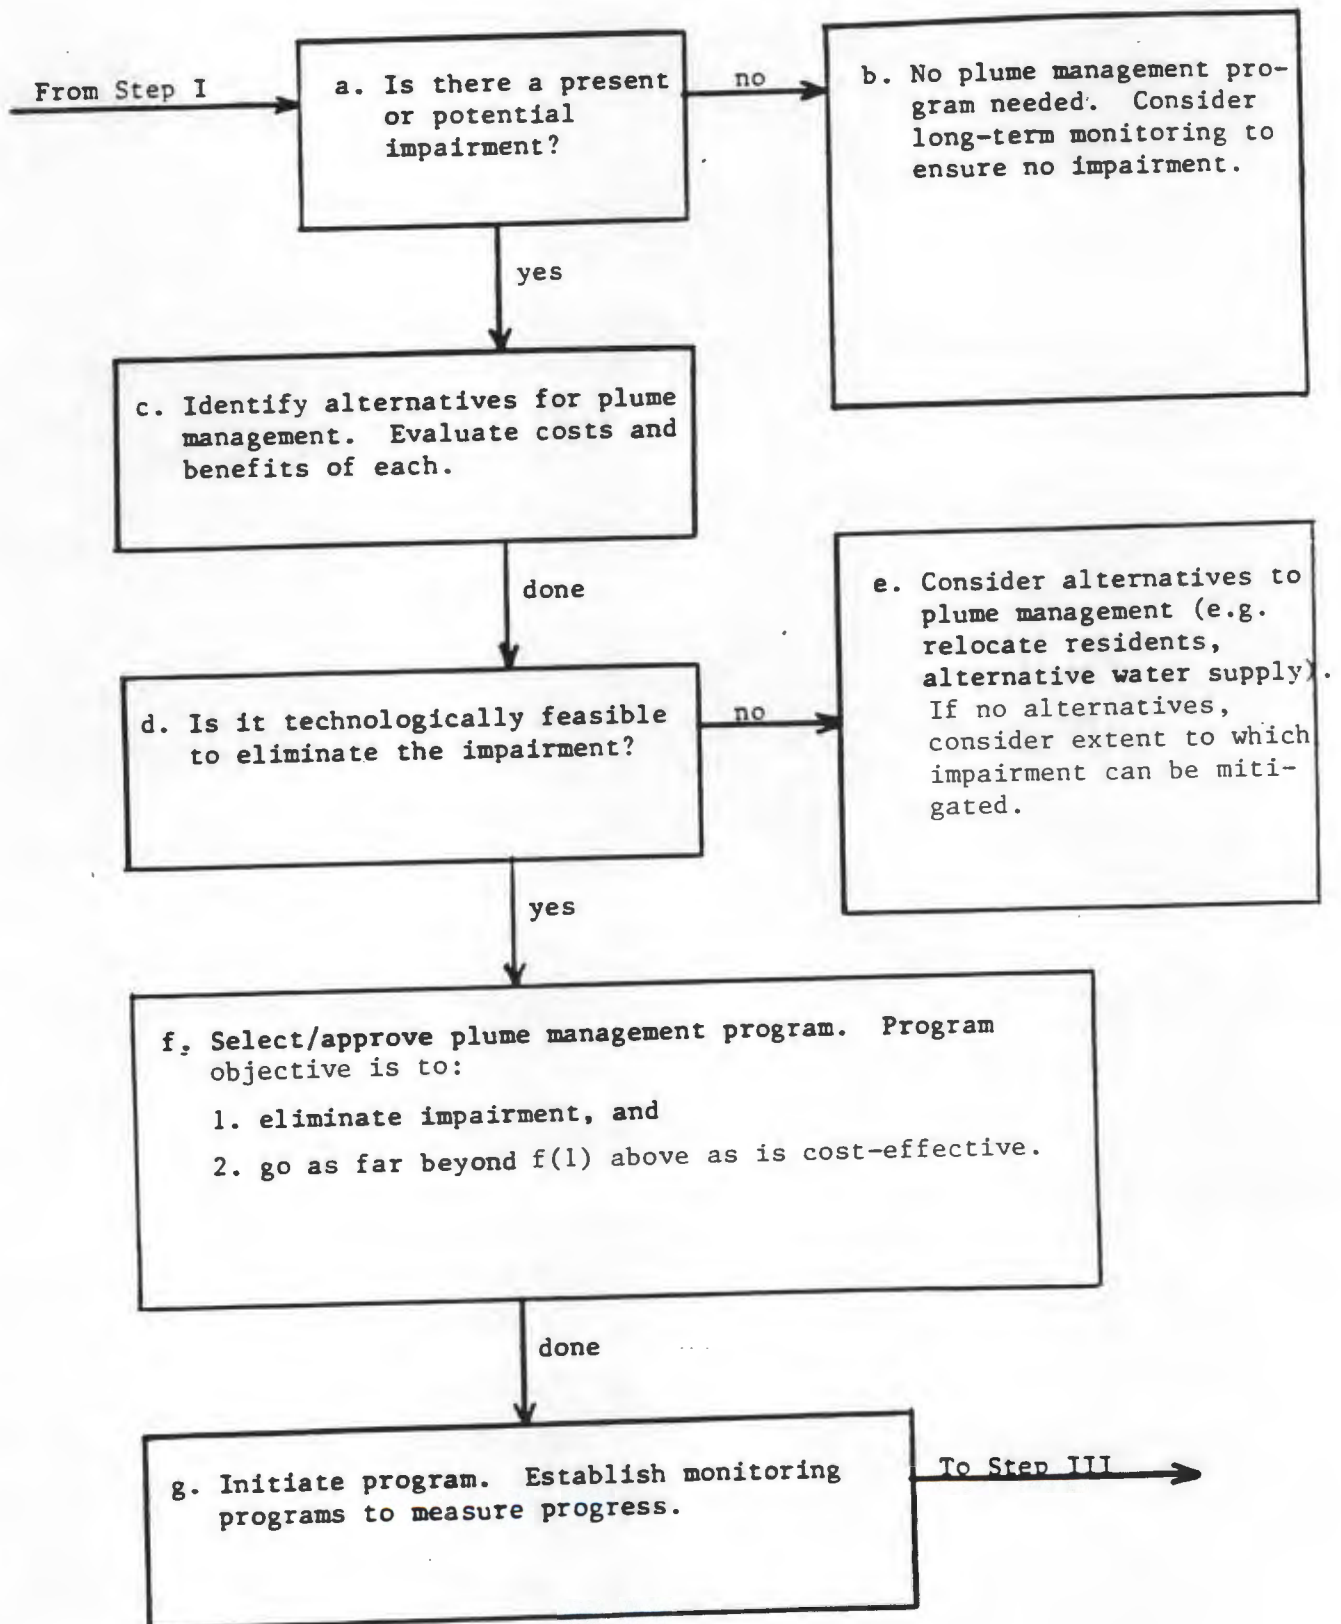 From Step I
a. Is there a present
or potential
impairment?
no
b. No plume management pro-
gram needed. Consider
long-term monitoring to
ensure no impairment.
yes
c. Identify alternatives for plume
management. Evaluate costs and
benefits of each.
done
d. Is it technologically feasible
to eliminate the impairment?
no
e. Consider alternatives to
plume management (e.g.
relocate residents,
alternative water supply).
If no alternatives,
consider extent to which
impairment can be miti-
gated.
yes
f. Select/approve plume management program. Program
objective is to:
1. eliminate impairment, and
2. go as far beyond f(1) above as is cost-effective.
done
g. Initiate program. Establish monitoring
programs to measure progress.
To Step III